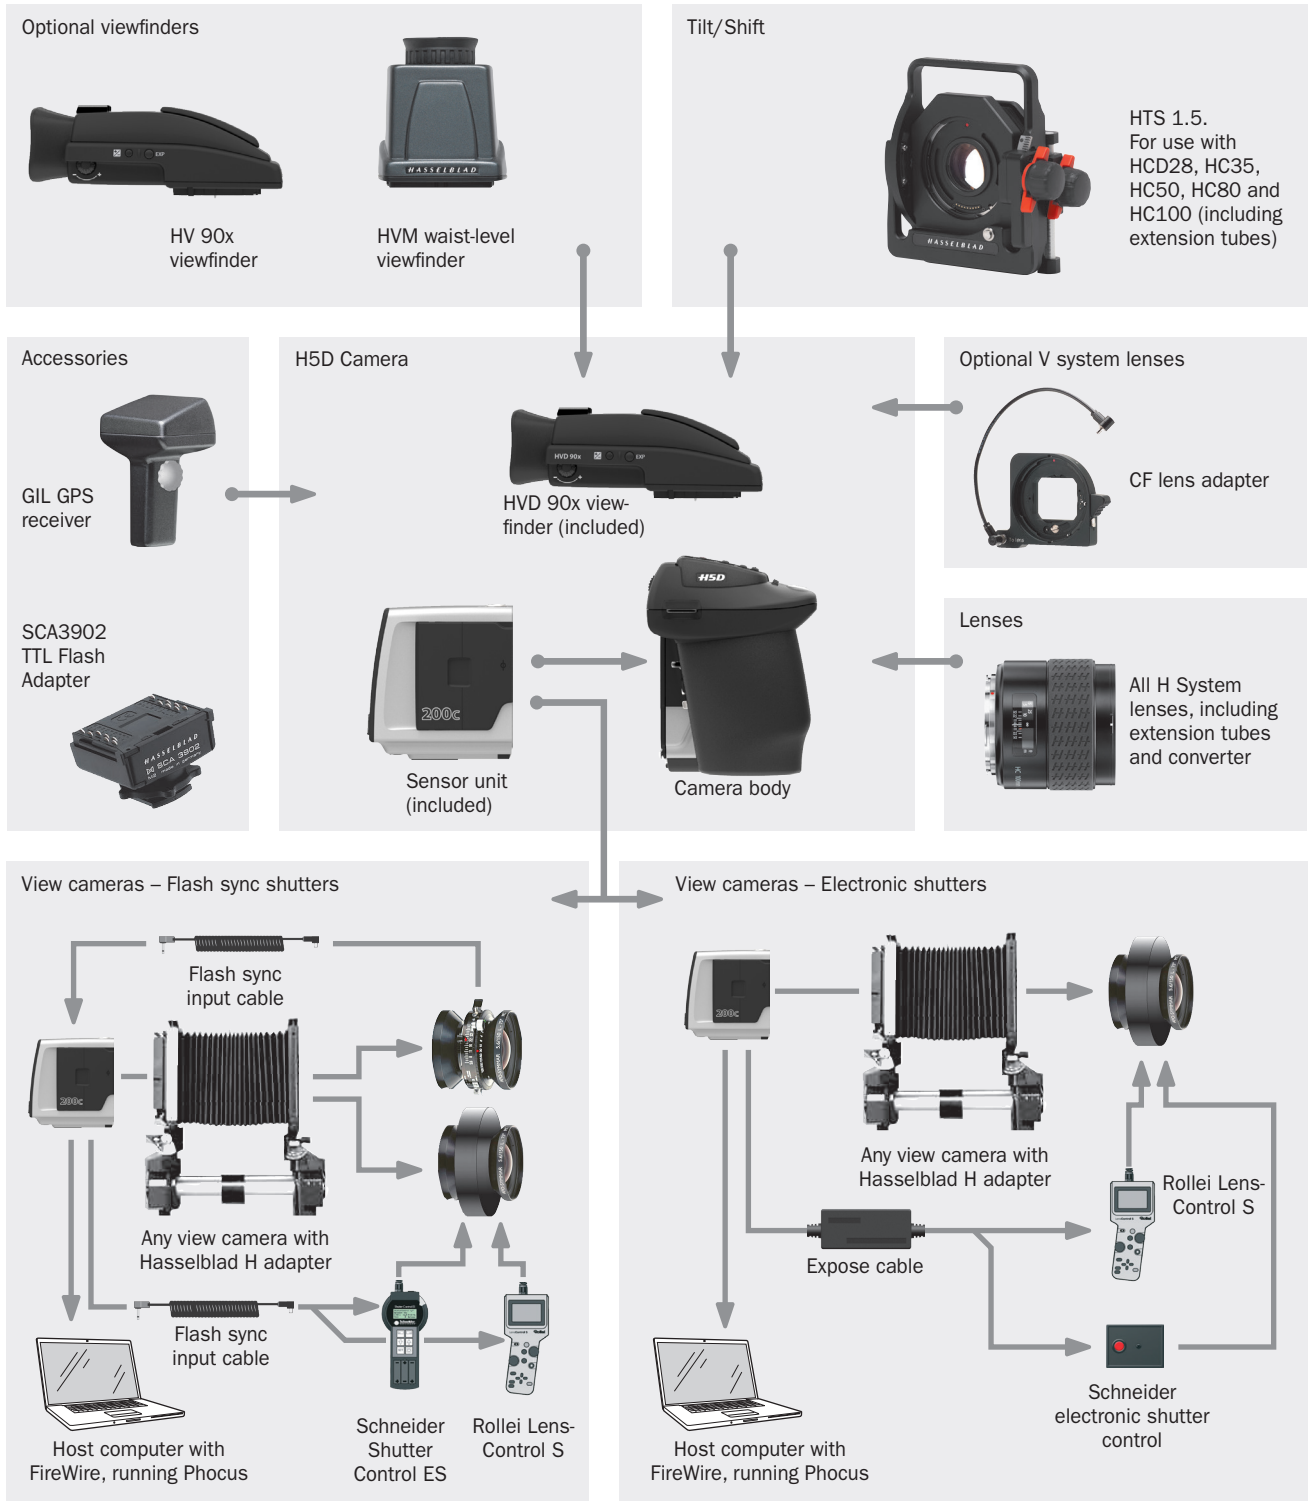 Optional viewfinders
EXP
HASSELBLAD
HV 90x
viewfinder
HVM waist-level
viewfinder
Tilt/Shift
HASSELBLAD
HTS 1.5.
For use with
HCD28, HC35,
HC50, HC80 and
HC100 (including
extension tubes)
Accessories
GIL GPS
receiver
SCA3902
TTL Flash
Adapter
HASSELBLAD
SCA 3902
made in Germany
H5D Camera
HVD 90x
EXP
HVD 90x view-
finder (included)
H5D
200c
Sensor unit
(included)
Camera body
Optional V system lenses
CF lens adapter
Lenses
All H System
lenses, including
extension tubes
and converter
View cameras – Flash sync shutters
Flash sync
input cable
200c
Any view camera with
Hasselblad H adapter
Flash sync
input cable
Host computer with
FireWire, running Phocus
Schneider
Shutter
Control ES
Rollei Lens-
Control S
View cameras – Electronic shutters
200c
Any view camera with
Hasselblad H adapter
Rollei Lens-
Control S
Expose cable
Schneider
electronic shutter
control
Host computer with
FireWire, running Phocus